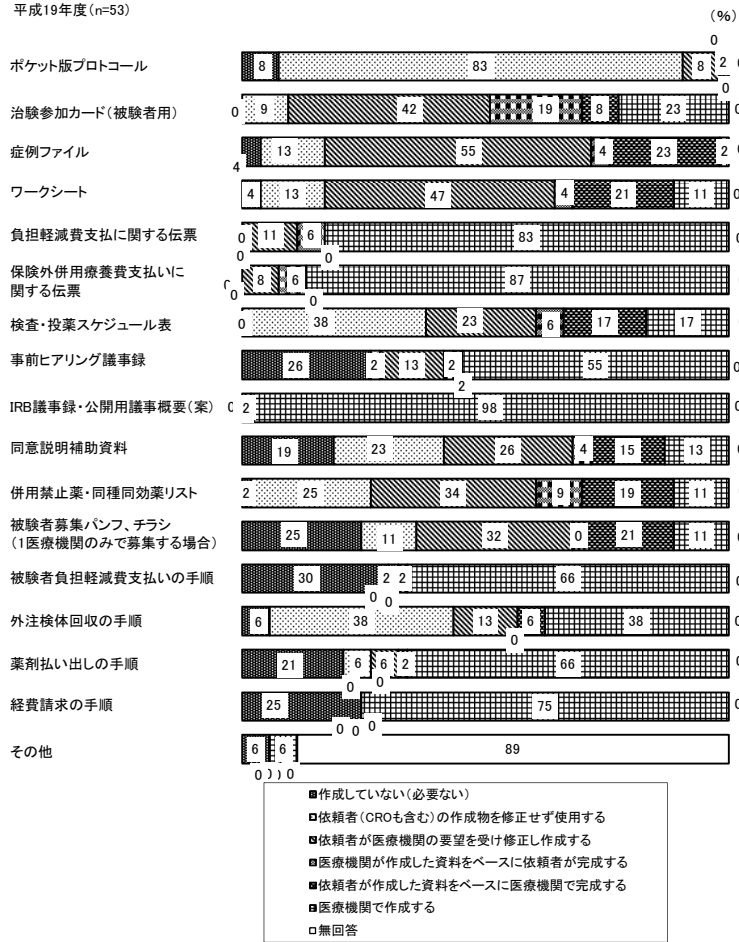 平成19年度(n=53)
(%)
0
ポケット版プロトコール 8 83 8 2 0
0
治験参加カード(被験者用) 0 9 42 19 8 23 0
症例ファイル 13 55 4 23 2
4
ワークシート 4 13 47 4 21 11 0
負担軽減費支払に関する伝票 0 11 6 83 0
0 0
保険外併用療養費支払いに
関する伝票 0 0 8 6 87
0
検査・投薬スケジュール表 0 38 23 6 17 17
事前ヒアリング議事録 26 2 13 2 55 0
2
IRB議事録・公開用議事概要(案) 0 2 98 0
同意説明補助資料 19 23 26 4 15 13
併用禁止薬・同種同効薬リスト 2 25 34 9 19 11
被験者募集パンフ、チラシ
(1医療機関のみで募集する場合) 25 11 32 0 21 11
被験者負担軽減費支払いの手順 30 2 2 66 0
0 0
外注検体回収の手順 6 38 13 6 38 0
0
薬剤払い出しの手順 21 6 6 2 66 0
0 0
経費請求の手順 25 75 0
0 0 0
その他 6 6 89
0 0
作成していない(必要ない)
依頼者(CROも含む)の作成物を修正せず使用する
依頼者が医療機関の要望を受け修正し作成する
医療機関が作成した資料をベースに依頼者が完成する
依頼者が作成した資料をベースに医療機関で完成する
医療機関で作成する
無回答